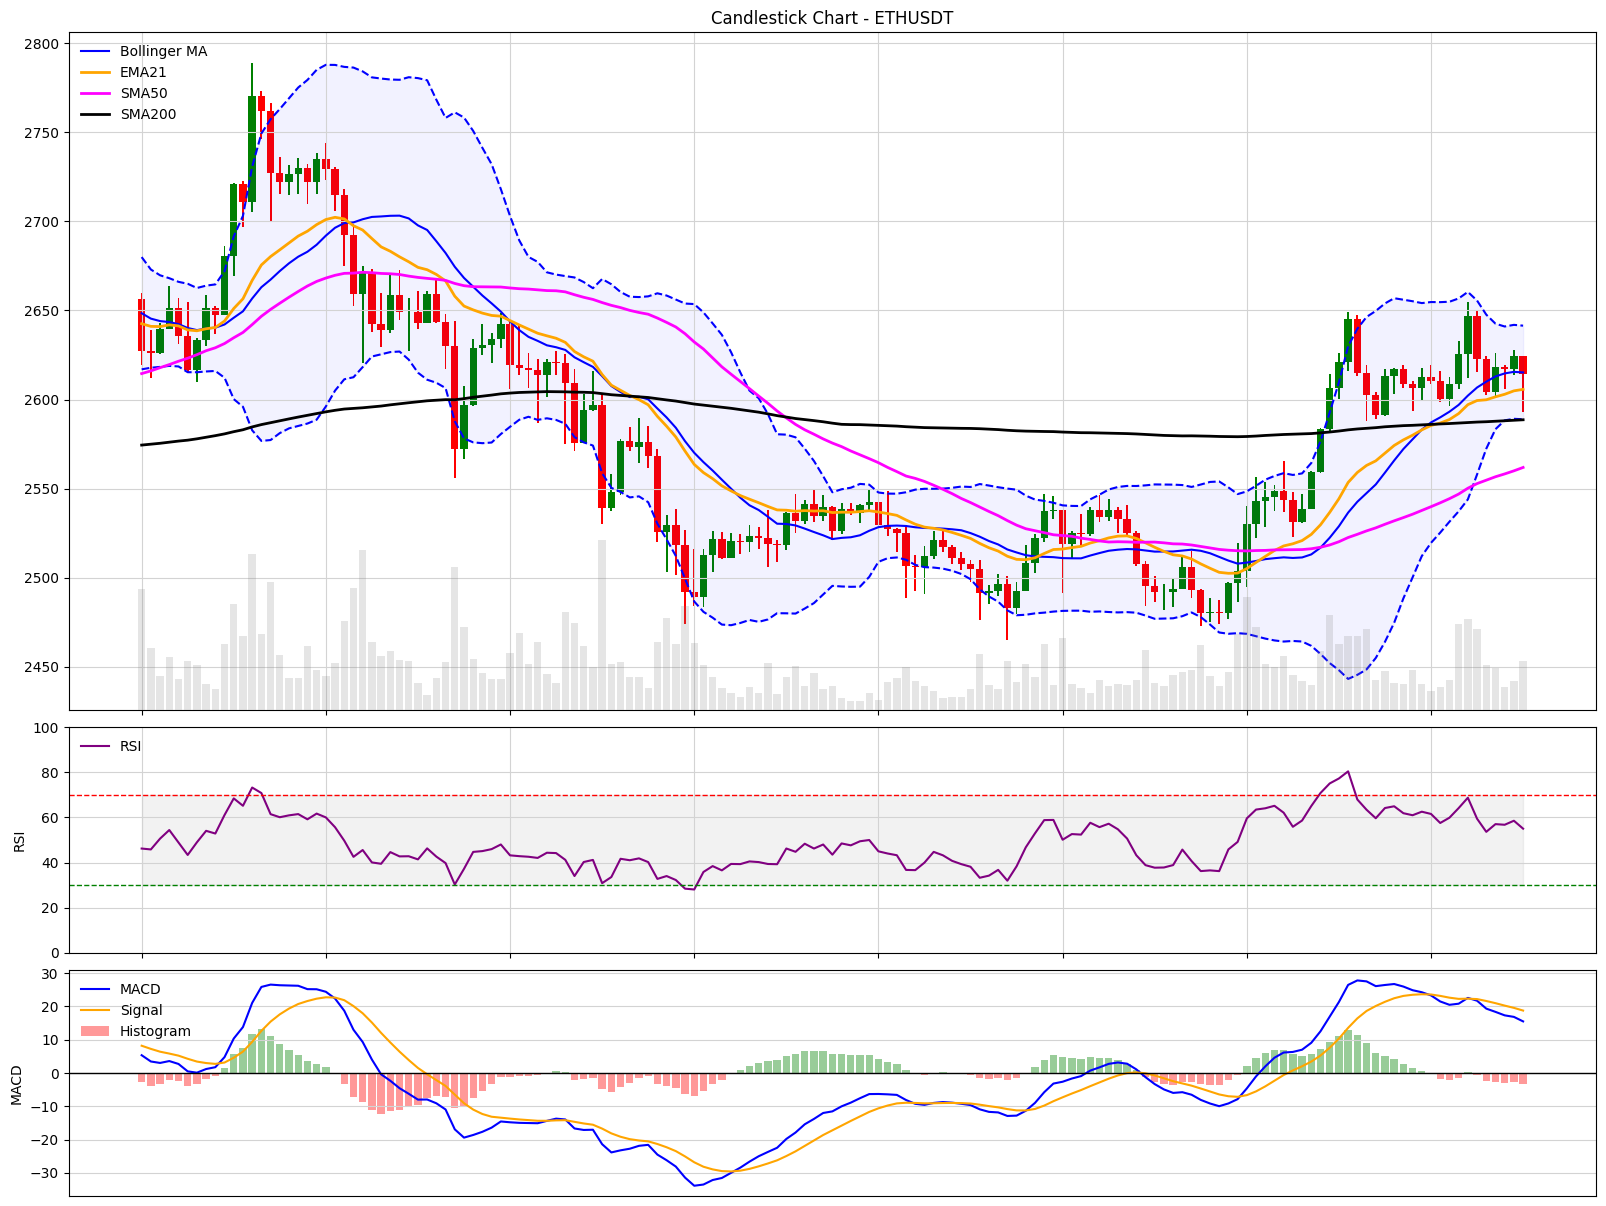 Candlestick Chart - ETHUSDT
Bollinger MA
EMA21
SMA50
SMA200
2800
2750
2700
2650
2600
2550
2500
2450
RSI
RSI
100
80
60
40
20
0
MACD
Signal
Histogram
MACD
30
20
10
0
−10
−20
−30